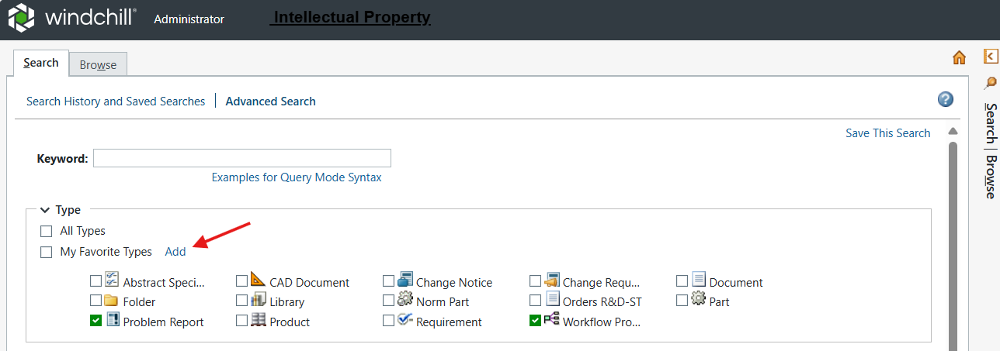 windchill® Administrator Intellectual Property
Search Browse
Search History and Saved Searches Advanced Search
Save This Search
Keyword:
Examples for Query Mode Syntax
Type
All Types
My Favorite Types Add
Abstract Speci... CAD Document Change Notice Change Requ... Document
Folder Library Norm Part Orders R&D-ST Part
Problem Report Product Requirement Workflow Pro...
Search | Browse